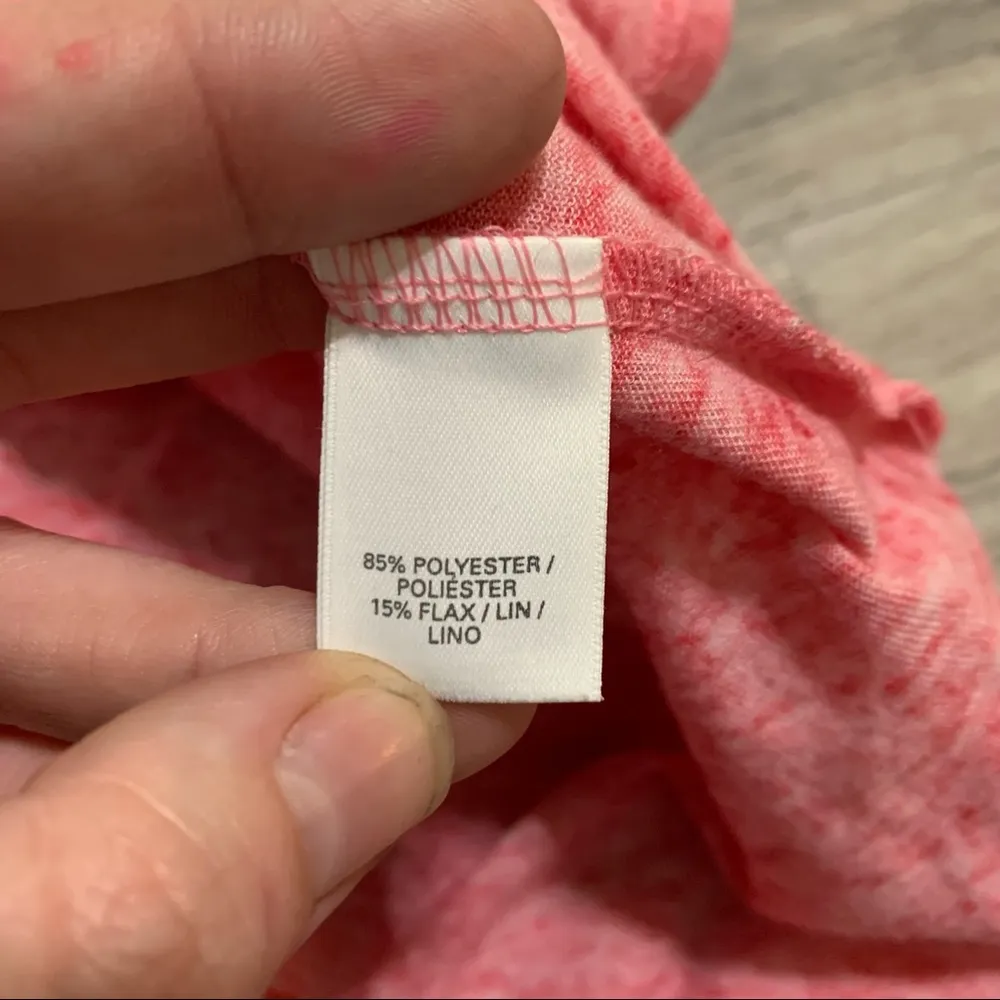 85% POLYESTER /
POLIÉSTER
15% FLAX / LIN /
LINO